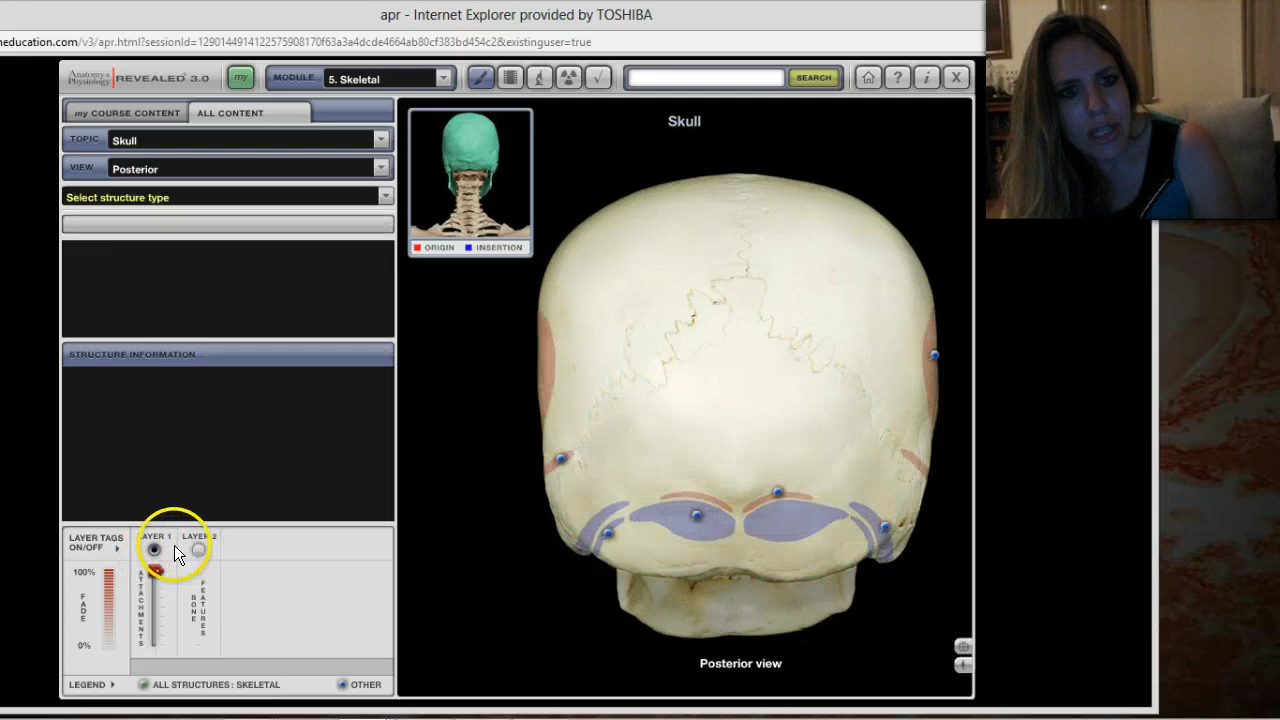 apr - Internet Explorer provided by TOSHIBA
neducation.com/v3/apr.html?sessionId=1290144914122575908170f63a3a4dcde4664ab80cf383bd454c2&existinguser=true
Anatomy & Physiology REVEALED 3.0
my
MODULE 5. Skeletal
SEARCH
? i X
my COURSE CONTENT ALL CONTENT
TOPIC Skull
VIEW Posterior
Select structure type
STRUCTURE INFORMATION
LAYER TAGS ON/OFF
LAYER 1 LAYER 2
100%
FADE
0%
ATTACHMENTS
BONE FEATURES
LEGEND ALL STRUCTURES : SKELETAL OTHER
ORIGIN INSERTION
Skull
Posterior view